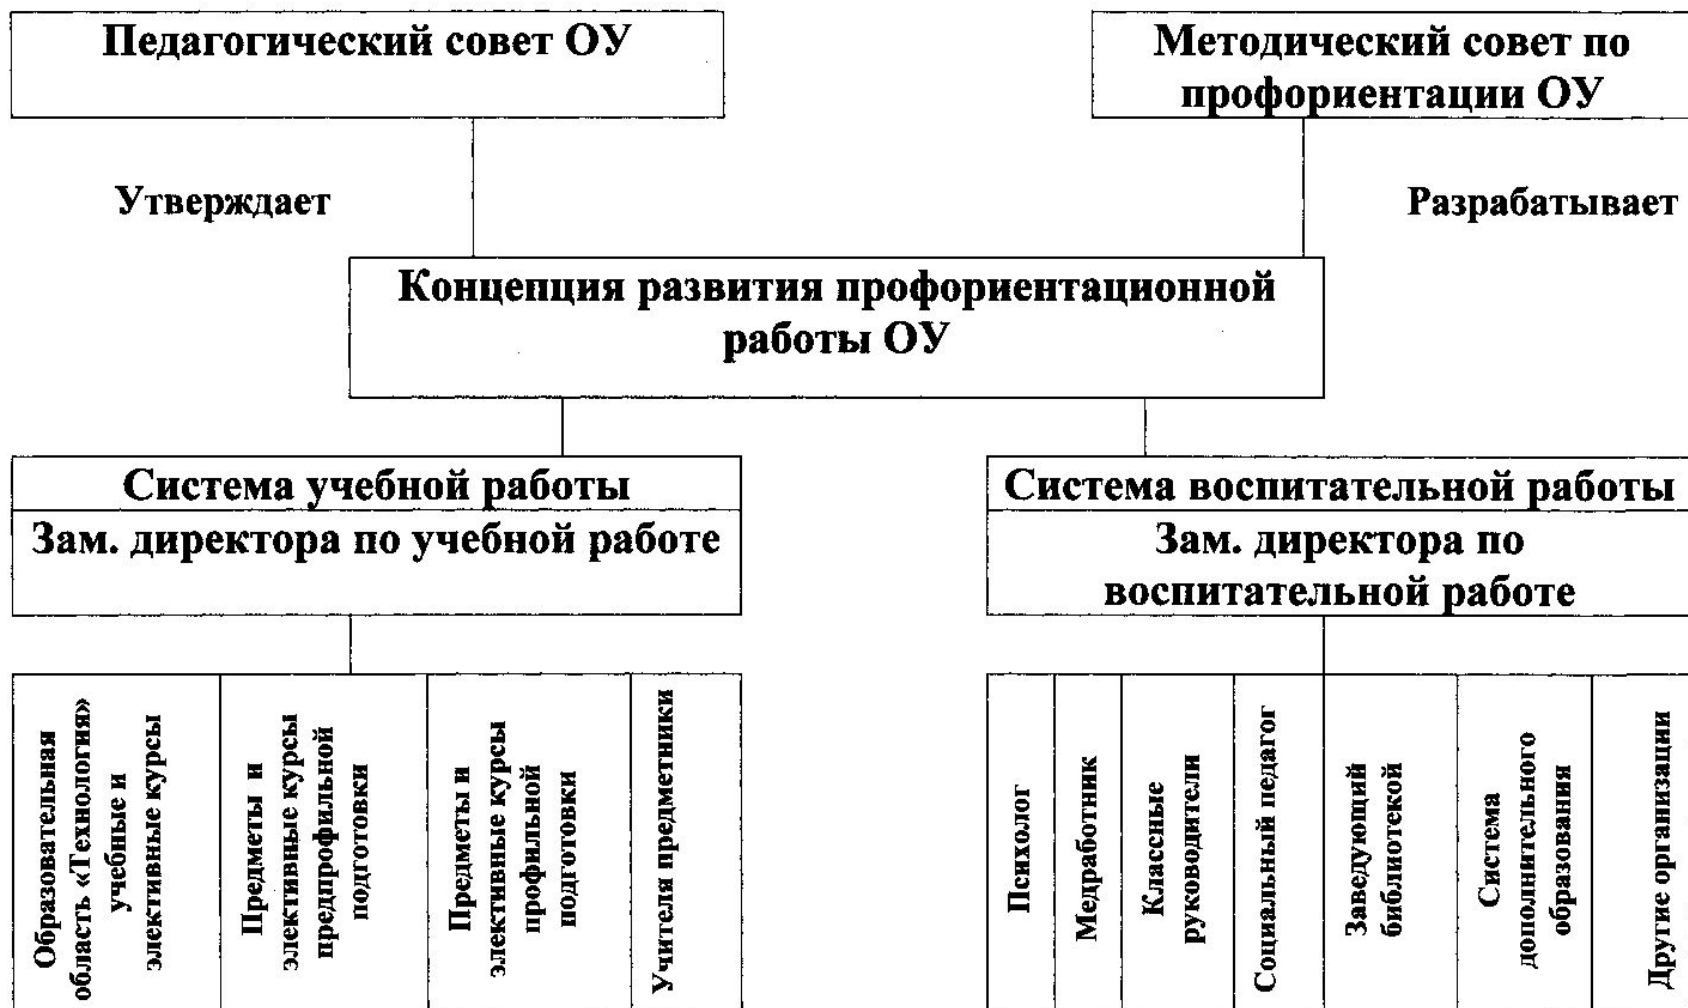 Педагогический совет ОУ
Методический совет по
профориентации ОУ
Утверждает
Разрабатывает
Концепция развития профориентационной
работы ОУ
Система учебной работы
Зам. директора по учебной работе
Система воспитательной работы
Зам. директора по
воспитательной работе
Образовательная
область «Технология»
учебные и
элективные курсы
Предметы и
элективные курсы
предпрофильной
подготовки
Предметы и
элективные курсы
профильной
подготовки
Учителя предметники
Психолог
Медработник
Классные
руководители
Социальный педагог
Заведующий
библиотекой
Система
дополнительного
образования
Другие организации